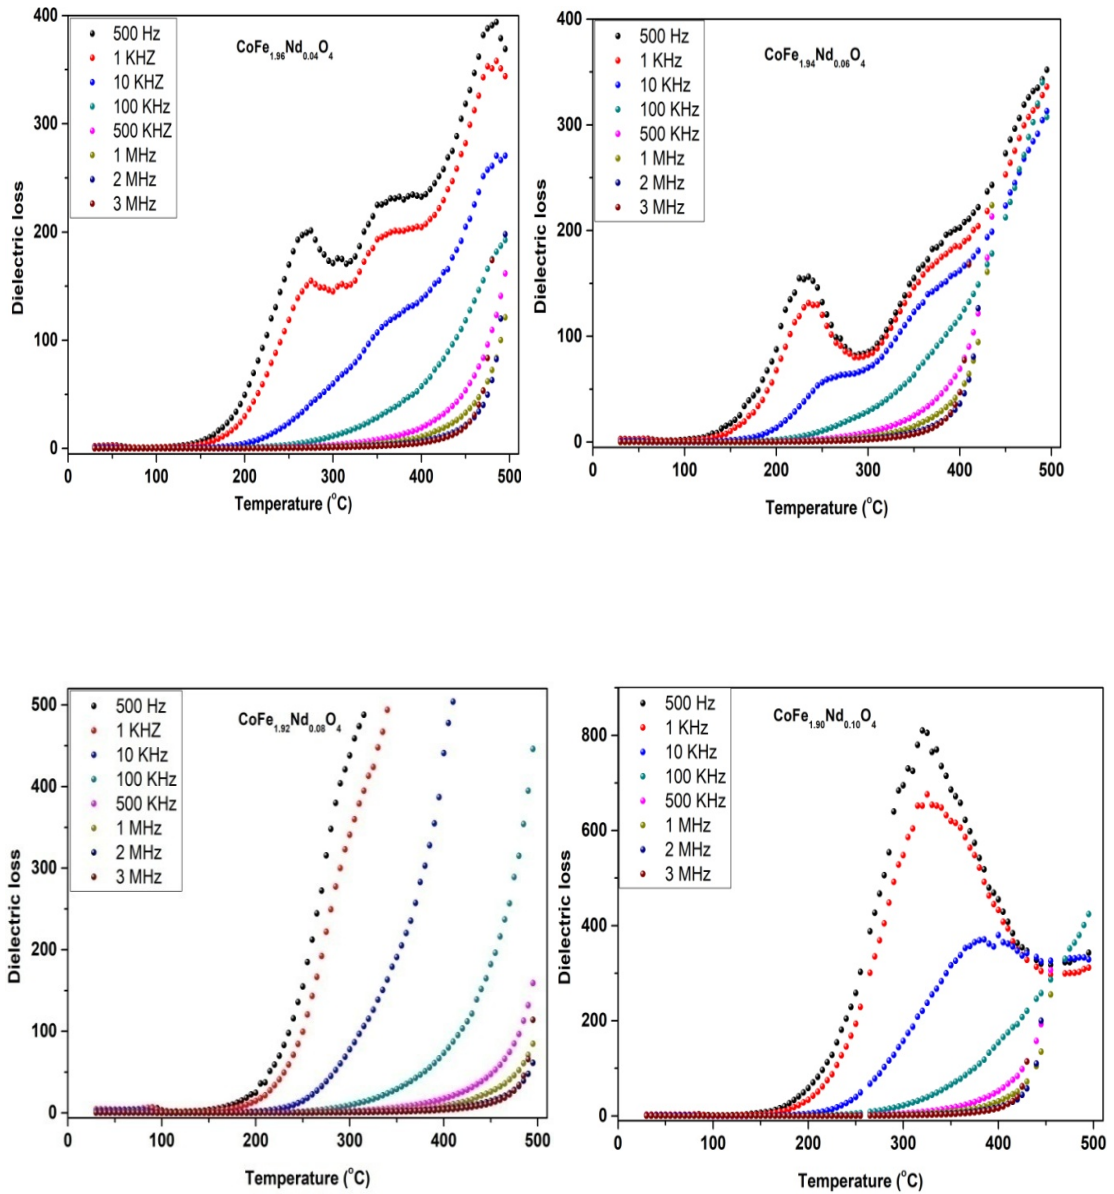 CoFe1.96Nd0.04O4
500 Hz
1 KHZ
10 KHZ
100 KHz
500 KHZ
1 MHz
2 MHz
3 MHz
Dielectric loss
400
300
200
100
0
0 100 200 300 400 500
Temperature (°C)
CoFe1.94Nd0.06O4
500 Hz
1 KHz
10 KHz
100 KHz
500 KHz
1 MHz
2 MHz
3 MHz
Dielectric loss
400
300
200
100
0
0 100 200 300 400 500
Temperature (°C)
CoFe1.92Nd0.08O4
500 Hz
1 KHZ
10 KHz
100 KHz
500 KHz
1 MHz
2 MHz
3 MHz
Dielectric loss
500
400
300
200
100
0
0 100 200 300 400 500
Temperature (°C)
CoFe1.90Nd0.10O4
500 Hz
1 KHz
10 KHz
100 KHz
500 KHz
1 MHz
2 MHz
3 MHz
Dielectric loss
800
600
400
200
0
0 100 200 300 400 500
Temperature (°C)